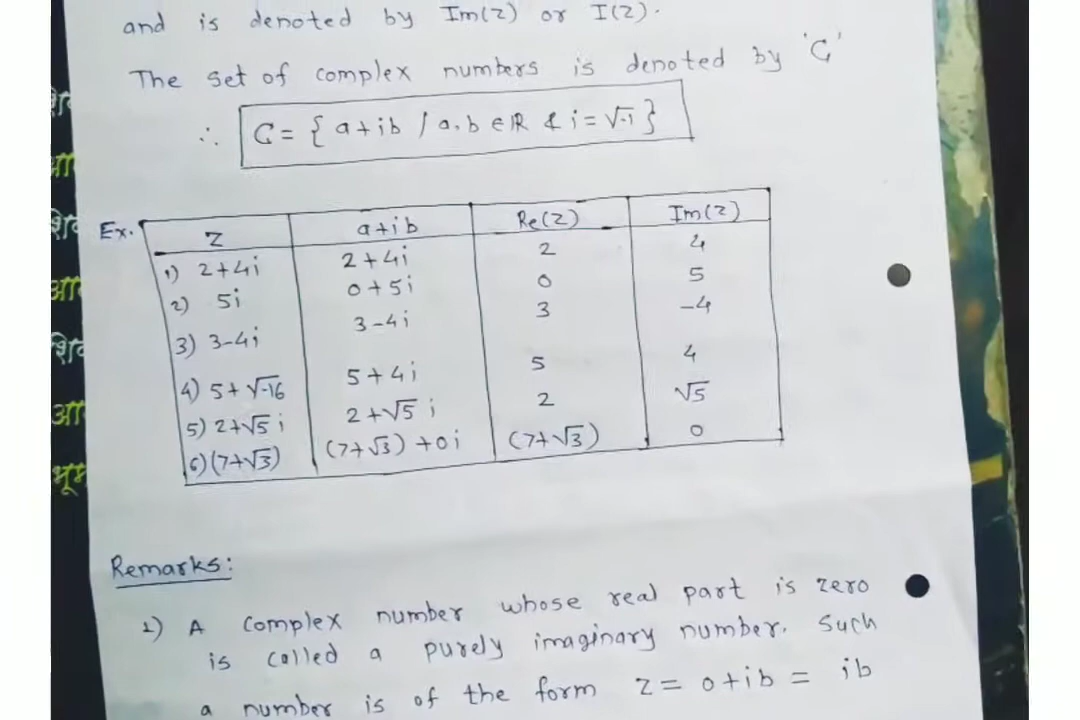 and is denoted by Im(z) or I(z).
The set of complex numbers is denoted by 'C'
∴ C = { a+ib / a,b ∈ IR & i = √-1 }
Ex. z a+ib Re(z) Im(z)
1) 2+4i 2+4i 2 4
2) 5i 0+5i 0 5
3) 3-4i 3-4i 3 -4
4) 5+√-16 5+4i 5 4
5) 2+√5 i 2+√5 i 2 √5
6) (7+√3) (7+√3)+0i (7+√3) 0
Remarks:
1) A complex number whose real part is zero
is called a purely imaginary number. Such
a number is of the form z = 0+ib = ib